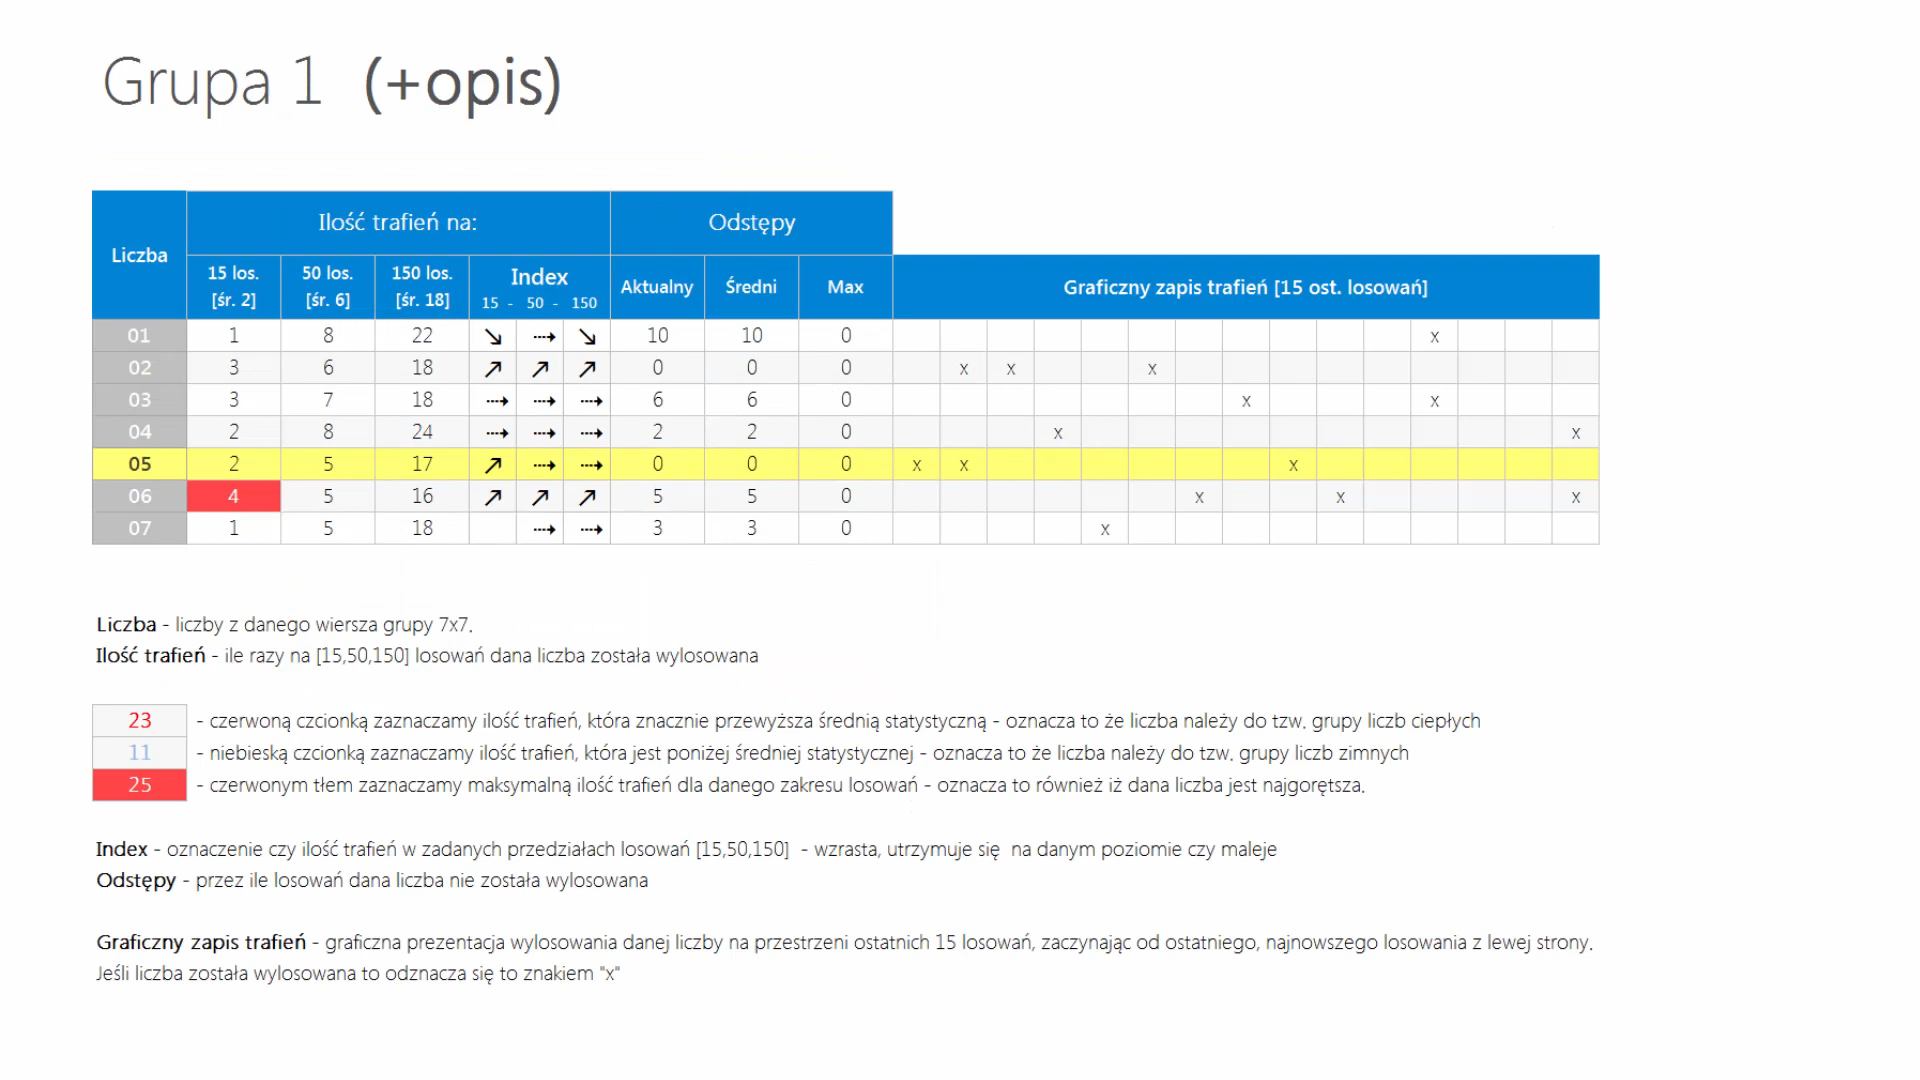 Grupa 1 (+opis)
Liczba Ilość trafień na: Odstępy
15 los. [śr. 2] 50 los. [śr. 6] 150 los. [śr. 18] Index 15 - 50 - 150 Aktualny Średni Max Graficzny zapis trafień [15 ost. losowań]
01 1 8 22 ↘ ⇢ ↘ 10 10 0 x
02 3 6 18 ↗ ↗ ↗ 0 0 0 x x x
03 3 7 18 ⇢ ⇢ ⇢ 6 6 0 x x
04 2 8 24 ⇢ ⇢ ⇢ 2 2 0 x x
05 2 5 17 ↗ ⇢ ⇢ 0 0 0 x x x
06 4 5 16 ↗ ↗ ↗ 5 5 0 x x x
07 1 5 18 ⇢ ⇢ 3 3 0 x
Liczba - liczby z danego wiersza grupy 7x7.
Ilość trafień - ile razy na [15,50,150] losowań dana liczba została wylosowana
23 - czerwoną czcionką zaznaczamy ilość trafień, która znacznie przewyższa średnią statystyczną - oznacza to że liczba należy do tzw. grupy liczb ciepłych
11 - niebieską czcionką zaznaczamy ilość trafień, która jest poniżej średniej statystycznej - oznacza to że liczba należy do tzw. grupy liczb zimnych
25 - czerwonym tłem zaznaczamy maksymalną ilość trafień dla danego zakresu losowań - oznacza to również iż dana liczba jest najgorętsza.
Index - oznaczenie czy ilość trafień w zadanych przedziałach losowań [15,50,150] - wzrasta, utrzymuje się na danym poziomie czy maleje
Odstępy - przez ile losowań dana liczba nie została wylosowana
Graficzny zapis trafień - graficzna prezentacja wylosowania danej liczby na przestrzeni ostatnich 15 losowań, zaczynając od ostatniego, najnowszego losowania z lewej strony.
Jeśli liczba została wylosowana to odznacza się to znakiem "x"